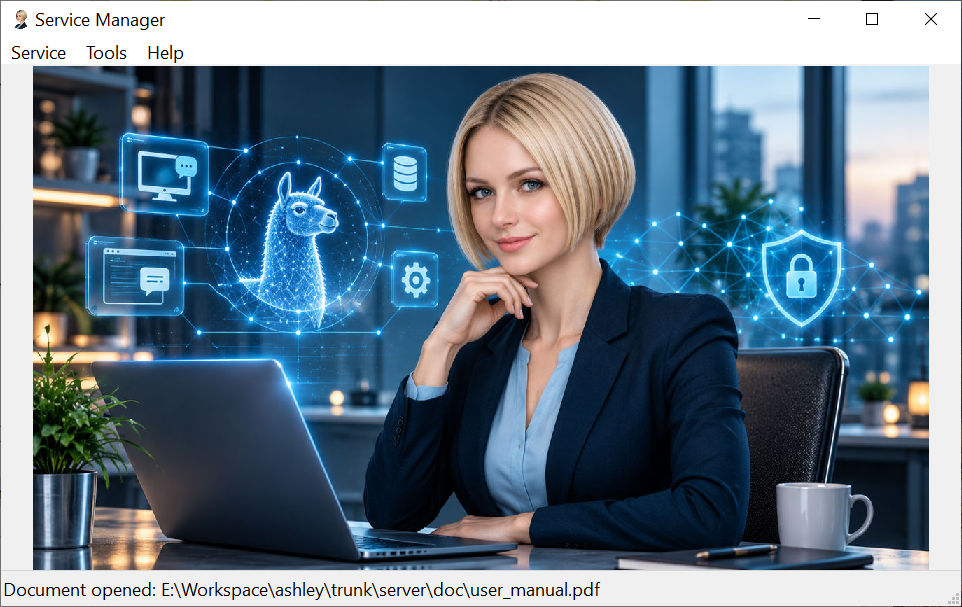 Service Manager
Service Tools Help
Document opened: E:\Workspace\ashley\trunk\server\doc\user_manual.pdf